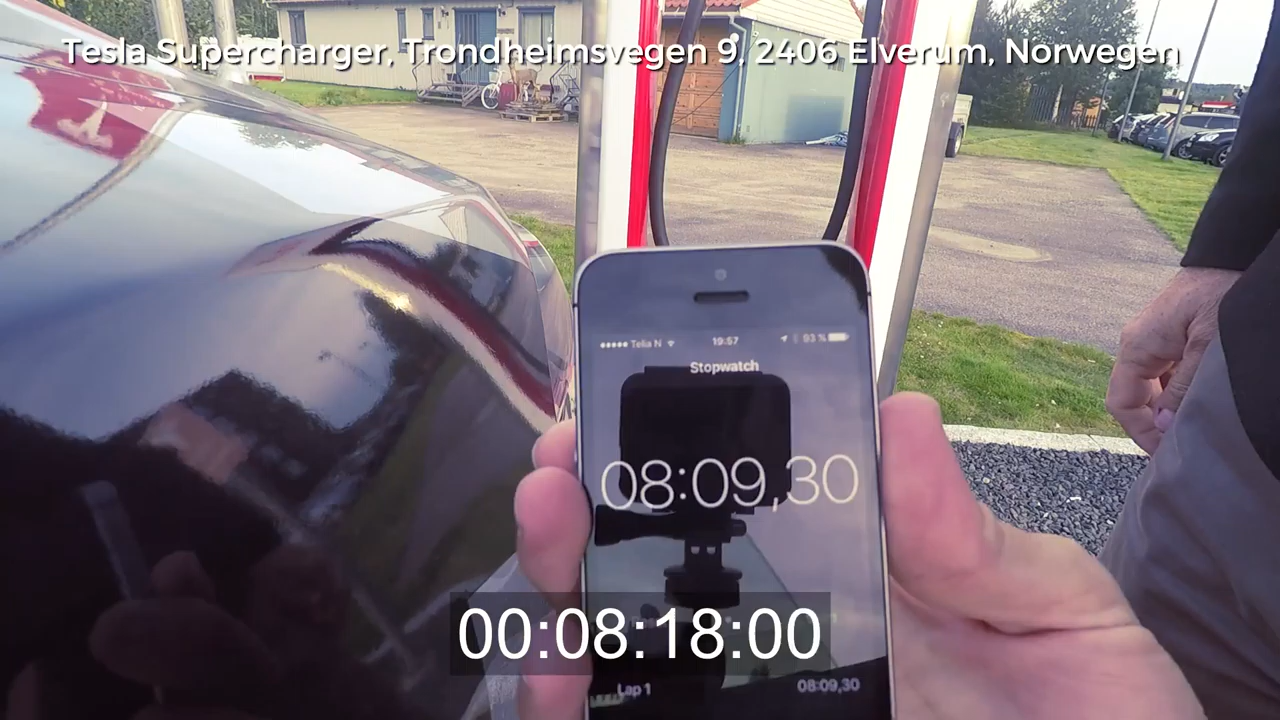 Tesla Supercharger, Trondheimsvegen 9, 2406 Elverum, Norwegen
Telia N 19:57 93 %
Stopwatch
08:09,30
00:08:18:00
Lap 1 08:09,30